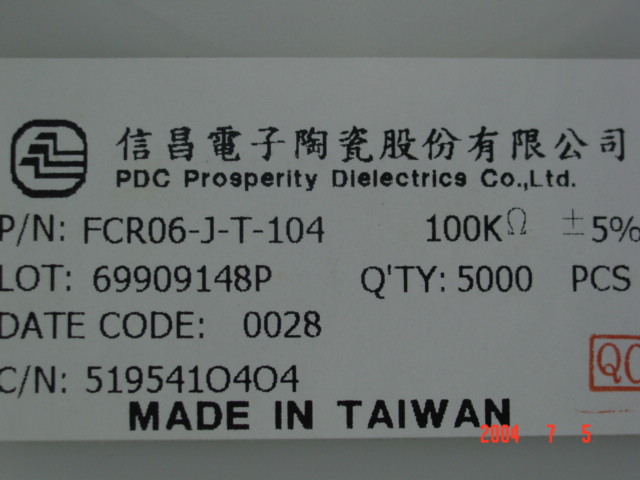 信昌電子陶瓷股份有限公司
PDC Prosperity Dielectrics Co.,Ltd.
P/N: FCR06-J-T-104 100KΩ ±5%
LOT: 69909148P Q'TY: 5000 PCS
DATE CODE: 0028
C/N: 5195410404
QC
MADE IN TAIWAN
2004 7 5